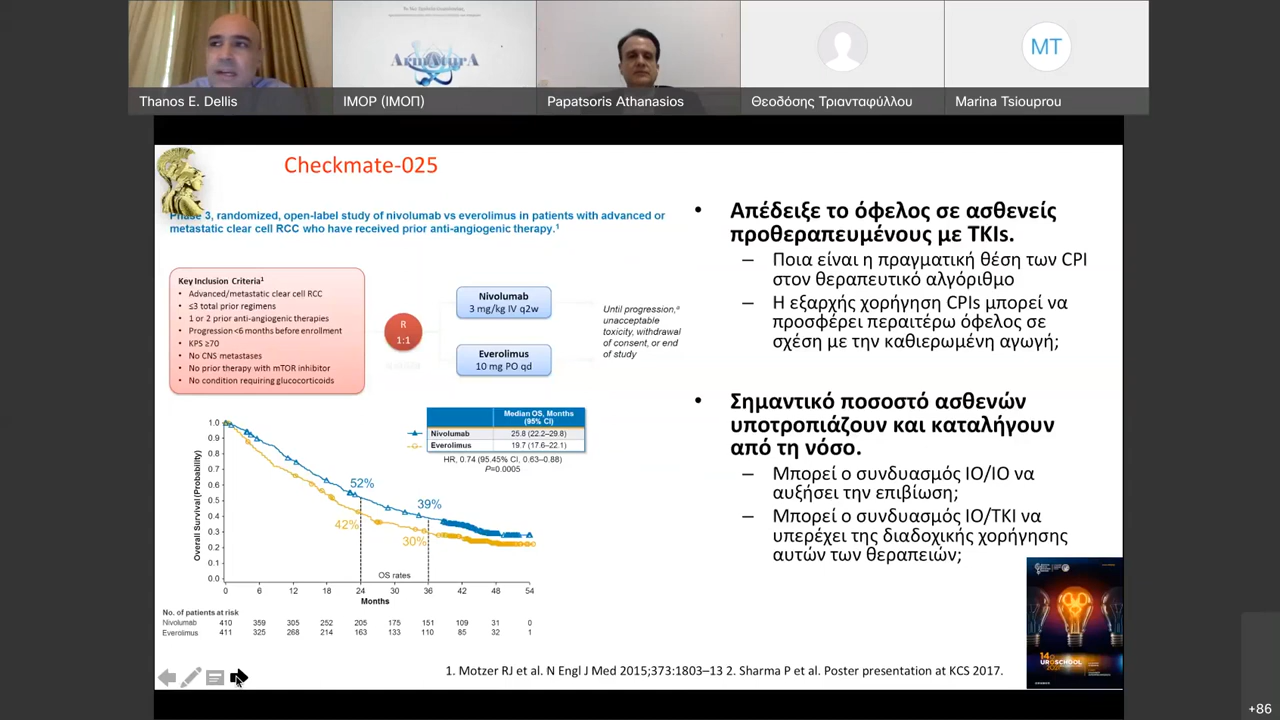 ArmAturA
Thanos E. Dellis
IMOP (ΙΜΟΠ)
Papatsoris Athanasios
Θεοδόσης Τριανταφύλλου
MT
Marina Tsiouprou
Checkmate-025
Phase 3, randomized, open-label study of nivolumab vs everolimus in patients with advanced or
metastatic clear cell RCC who have received prior anti-angiogenic therapy.¹
Key Inclusion Criteria¹
• Advanced/metastatic clear cell RCC
• ≤3 total prior regimens
• 1 or 2 prior anti-angiogenic therapies
• Progression <6 months before enrollment
• KPS ≥70
• No CNS metastases
• No prior therapy with mTOR inhibitor
• No condition requiring glucocorticoids
R
1:1
Nivolumab
3 mg/kg IV q2w
Everolimus
10 mg PO qd
Until progression,ª
unacceptable
toxicity, withdrawal
of consent, or end
of study
Median OS, Months
(95% CI)
Nivolumab 25.8 (22.2–29.8)
Everolimus 19.7 (17.6–22.1)
HR, 0.74 (95.45% CI, 0.63–0.88)
P=0.0005
Overall Survival (Probability)
1.0
0.9
0.8
0.7
0.6
0.5
0.4
0.3
0.2
0.1
0.0
52%
42%
39%
30%
OS rates
0 6 12 18 24 30 36 42 48 54
Months
No. of patients at risk
Nivolumab 410 359 305 252 205 175 151 109 31 0
Everolimus 411 325 268 214 163 133 110 85 32 1
• Απέδειξε το όφελος σε ασθενείς
προθεραπευμένους με TKIs.
– Ποια είναι η πραγματική θέση των CPI
στον θεραπευτικό αλγόριθμο
– Η εξαρχής χορήγηση CPIs μπορεί να
προσφέρει περαιτέρω όφελος σε
σχέση με την καθιερωμένη αγωγή;
• Σημαντικό ποσοστό ασθενών
υποτροπιάζουν και καταλήγουν
από τη νόσο.
– Μπορεί ο συνδυασμός IO/IO να
αυξήσει την επιβίωση;
– Μπορεί ο συνδυασμός IO/TKI να
υπερέχει της διαδοχικής χορήγησης
αυτών των θεραπειών;
1. Motzer RJ et al. N Engl J Med 2015;373:1803–13 2. Sharma P et al. Poster presentation at KCS 2017.
UROSCHOOL
+86